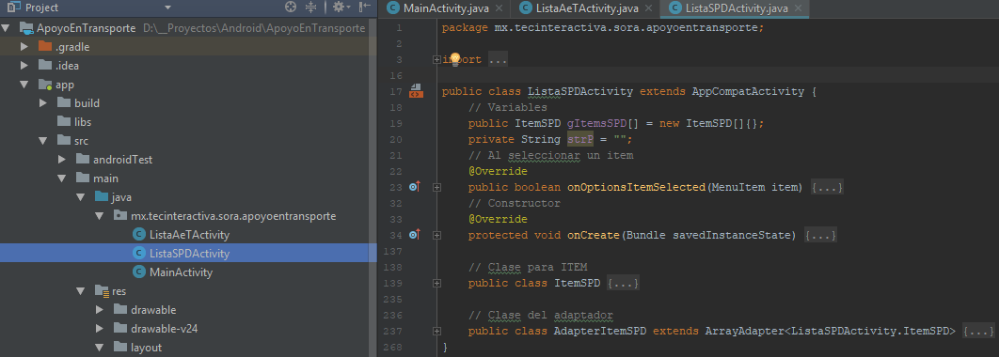 Project
ApoyoEnTransporte D:\__Proyectos\Android\ApoyoEnTransporte
.gradle
.idea
app
build
libs
src
androidTest
main
java
mx.tecinteractiva.sora.apoyoentransporte
ListaAeTActivity
ListaSPDActivity
MainActivity
res
drawable
drawable-v24
layout
MainActivity.java × ListaAeTActivity.java × ListaSPDActivity.java ×
1 package mx.tecinteractiva.sora.apoyoentransporte;
2
3 import ...
16
17 public class ListaSPDActivity extends AppCompatActivity {
18 // Variables
19 public ItemSPD gItemsSPD[] = new ItemSPD[]{};
20 private String strP = "";
21 // Al seleccionar un item
22 @Override
23 public boolean onOptionsItemSelected(MenuItem item) {...}
32 // Constructor
33 @Override
34 protected void onCreate(Bundle savedInstanceState) {...}
137
138 // Clase para ITEM
139 public class ItemSPD {...}
235
236 // Clase del adaptador
237 public class AdapterItemSPD extends ArrayAdapter<ListaSPDActivity.ItemSPD> {...}
268 }